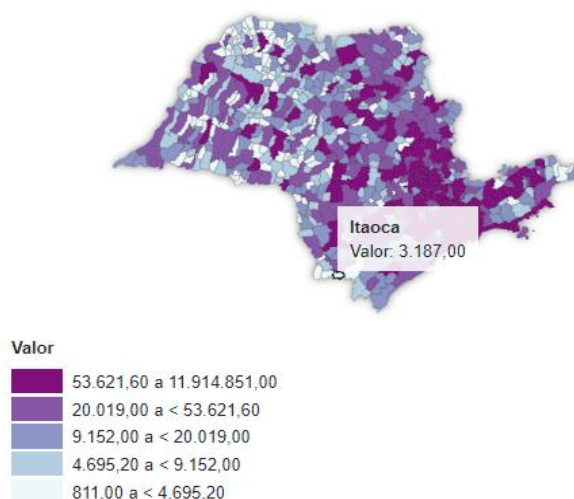 Itaoca
Valor: 3.187,00
Valor
53.621,60 a 11.914.851,00
20.019,00 a < 53.621,60
9.152,00 a < 20.019,00
4.695,20 a < 9.152,00
811,00 a < 4.695,20